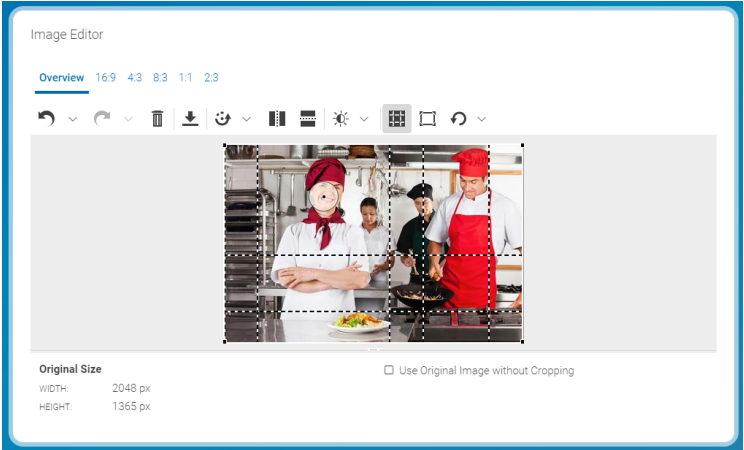 Image Editor
Overview 16:9 4:3 8:3 1:1 2:3
Original Size
WIDTH: 2048 px
HEIGHT: 1365 px
Use Original Image without Cropping